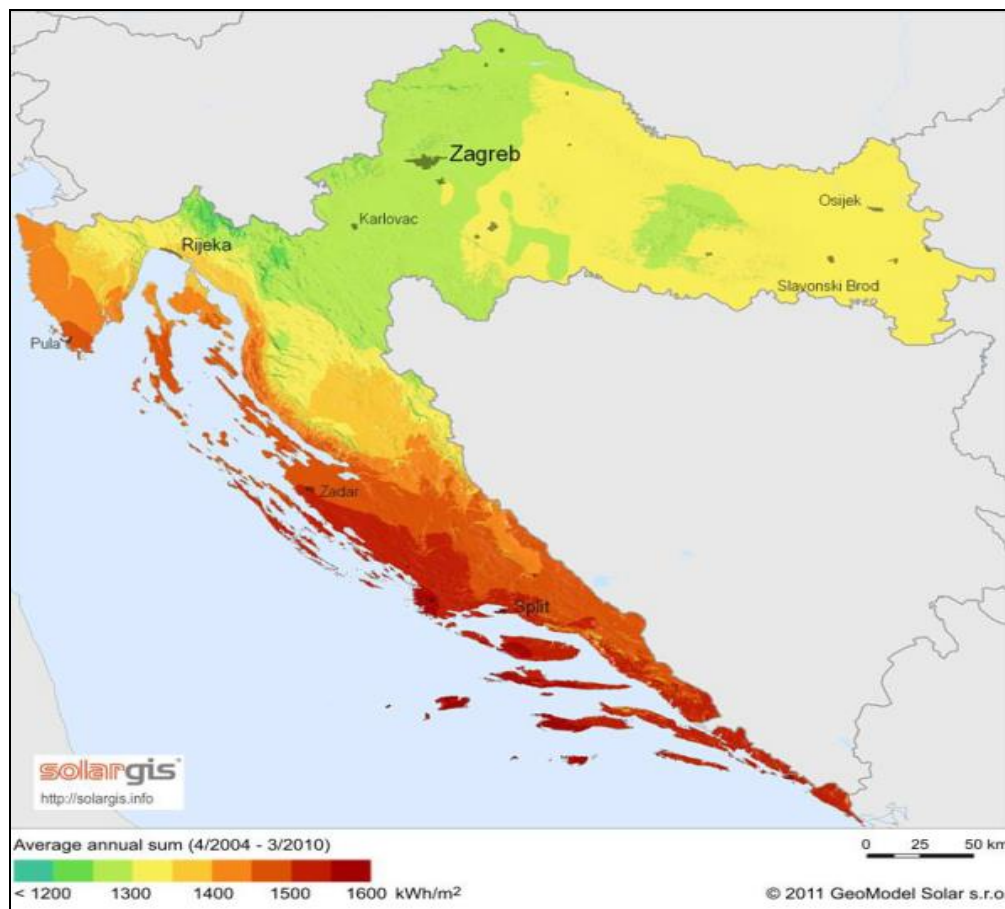 Zagreb
Osijek
Karlovac
Rijeka
Slavonski Brod
Pula
Zadar
Split
solargis
http://solargis.info
Average annual sum (4/2004 - 3/2010)
0 25 50 km
< 1200 1300 1400 1500 1600 kWh/m²
© 2011 GeoModel Solar s.r.o